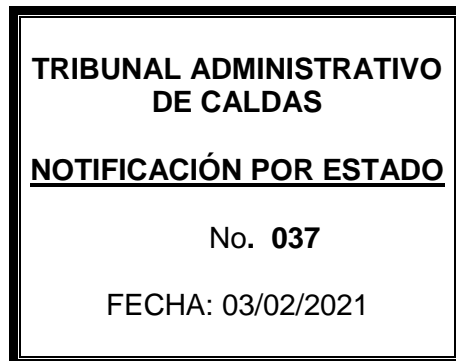 TRIBUNAL ADMINISTRATIVO
DE CALDAS
NOTIFICACIÓN POR ESTADO
No. 037
FECHA: 03/02/2021